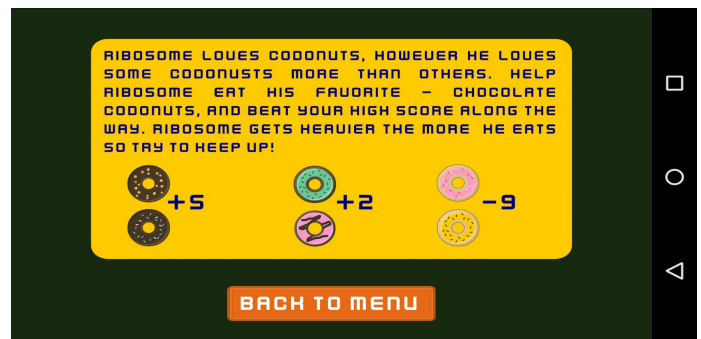 RIBOSOME LOVES CODONUTS, HOWEVER HE LOVES
SOME CODONUSTS MORE THAN OTHERS. HELP
RIBOSOME EAT HIS FAVORITE - CHOCOLATE
CODONUTS, AND BEAT YOUR HIGH SCORE ALONG THE
WAY. RIBOSOME GETS HEAVIER THE MORE HE EATS
SO TRY TO KEEP UP!
+5 +2 -9
BACK TO MENU